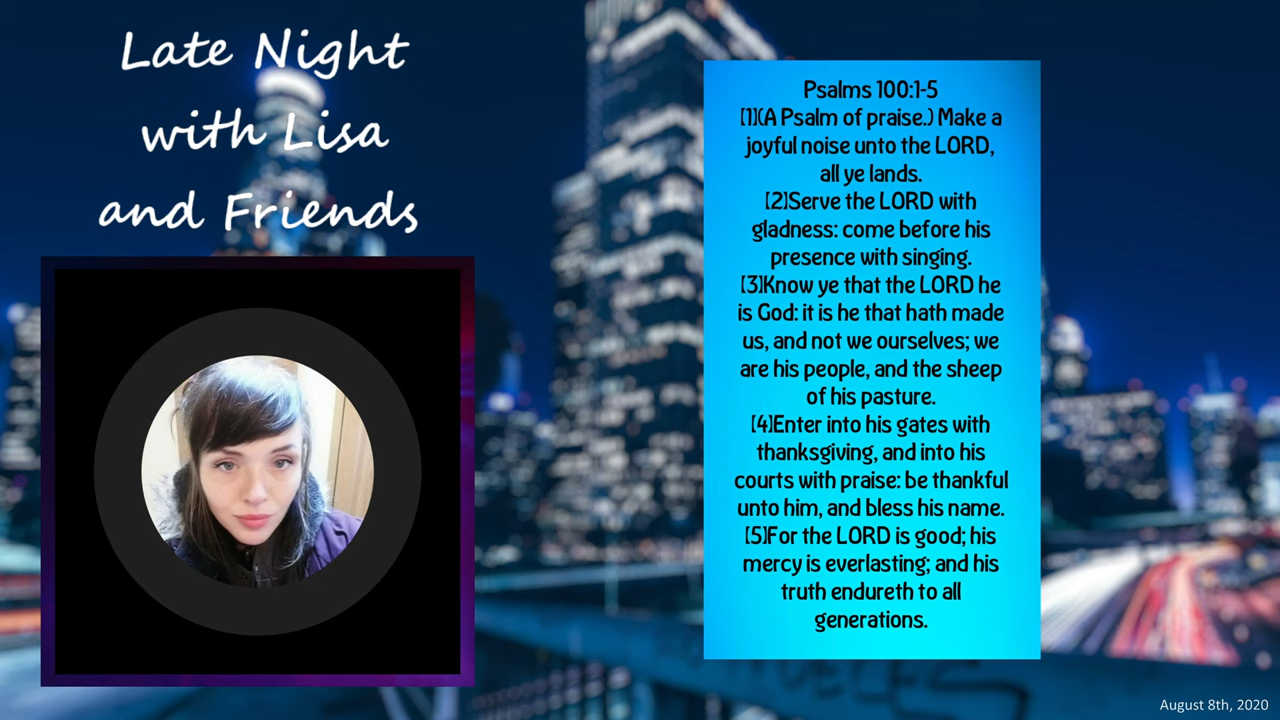 Late Night
with Lisa
and Friends
Psalms 100:1-5
[1](A Psalm of praise.) Make a
joyful noise unto the LORD,
all ye lands.
[2]Serve the LORD with
gladness: come before his
presence with singing.
[3]Know ye that the LORD he
is God: it is he that hath made
us, and not we ourselves; we
are his people, and the sheep
of his pasture.
[4]Enter into his gates with
thanksgiving, and into his
courts with praise: be thankful
unto him, and bless his name.
[5]For the LORD is good; his
mercy is everlasting; and his
truth endureth to all
generations.
August 8th, 2020